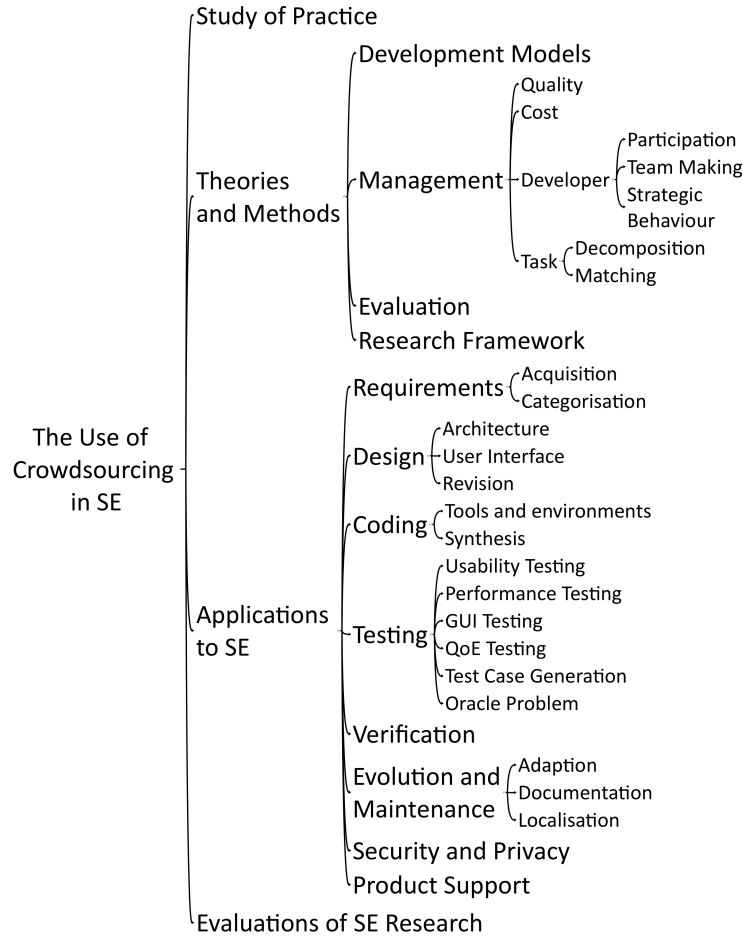 Study of Practice
Development Models
Quality
Cost
Participation
Team Making
Theories
and Methods
Management
Developer
Strategic
Behaviour
Task
Decomposition
Matching
Evaluation
Research Framework
The Use of
Crowdsourcing
in SE
Requirements
Acquisition
Categorisation
Design
Architecture
User Interface
Revision
Coding
Tools and environments
Synthesis
Applications
to SE
Testing
Usability Testing
Performance Testing
GUI Testing
QoE Testing
Test Case Generation
Oracle Problem
Verification
Evolution and
Maintenance
Adaption
Documentation
Localisation
Security and Privacy
Product Support
Evaluations of SE Research